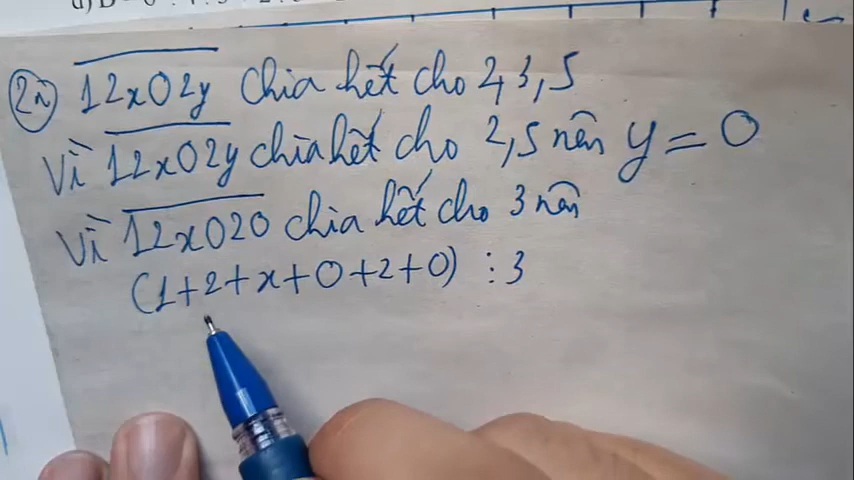 2a) 12x02y chia hết cho 2,3,5
Vì 12x02y chia hết cho 2,5 nên y = 0
Vì 12x020 chia hết cho 3 nên
(1+2+x+0+2+0) ⋮ 3